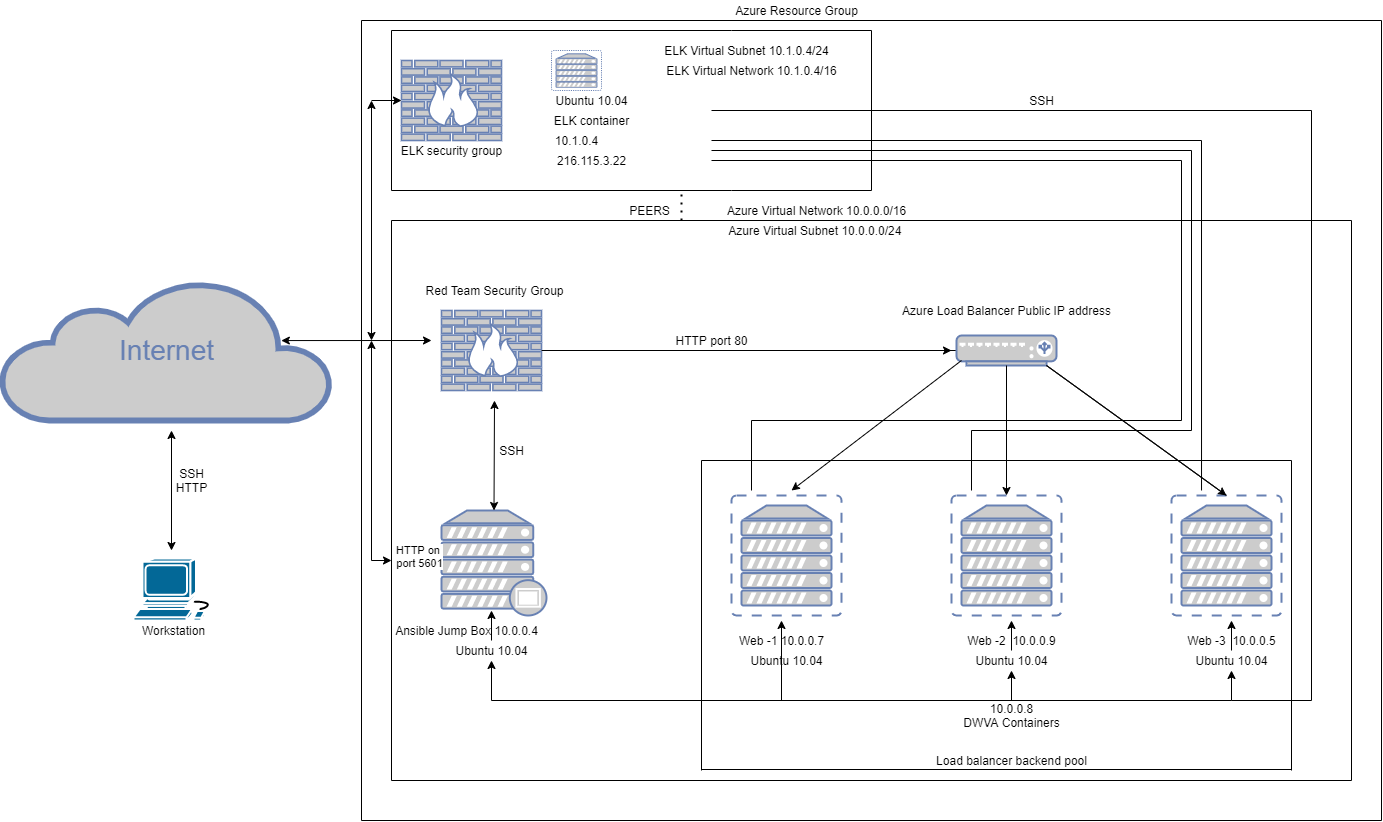 Azure Resource Group
ELK Virtual Subnet 10.1.0.4/24
ELK Virtual Network 10.1.0.4/16
Ubuntu 10.04
ELK container
10.1.0.4
216.115.3.22
ELK security group
SSH
PEERS
Azure Virtual Network 10.0.0.0/16
Azure Virtual Subnet 10.0.0.0/24
Red Team Security Group
Azure Load Balancer Public IP address
Internet
HTTP port 80
SSH
SSH
HTTP
HTTP on
port 5601
Workstation
Ansible Jump Box 10.0.0.4
Ubuntu 10.04
Web -1 10.0.0.7
Ubuntu 10.04
Web -2 10.0.0.9
Ubuntu 10.04
Web -3 10.0.0.5
Ubuntu 10.04
10.0.0.8
DWVA Containers
Load balancer backend pool